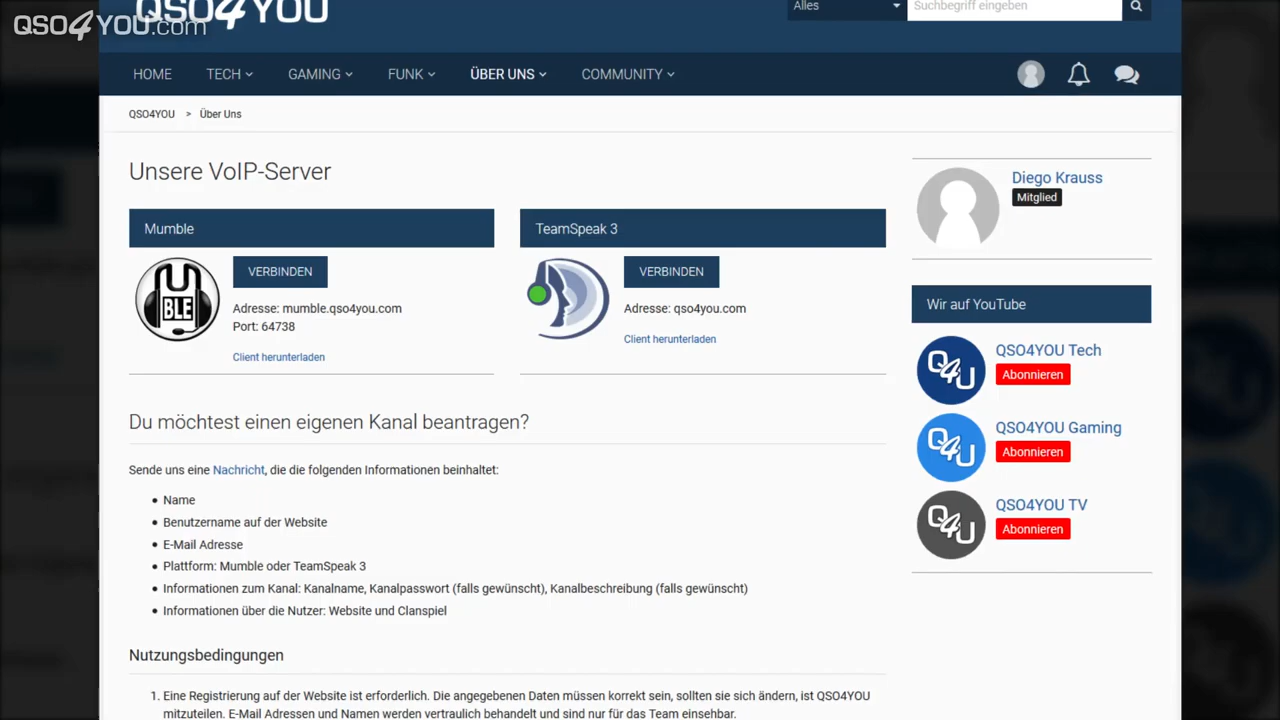 QSO4YOU
QSO4YOU.com
Alles
Suchbegriff eingeben
HOME
TECH
GAMING
FUNK
ÜBER UNS
COMMUNITY
QSO4YOU > Über Uns
Unsere VoIP-Server
Mumble
BLE
VERBINDEN
Adresse: mumble.qso4you.com
Port: 64738
Client herunterladen
TeamSpeak 3
VERBINDEN
Adresse: qso4you.com
Client herunterladen
Du möchtest einen eigenen Kanal beantragen?
Sende uns eine Nachricht, die die folgenden Informationen beinhaltet:
• Name
• Benutzername auf der Website
• E-Mail Adresse
• Plattform: Mumble oder TeamSpeak 3
• Informationen zum Kanal: Kanalname, Kanalpasswort (falls gewünscht), Kanalbeschreibung (falls gewünscht)
• Informationen über die Nutzer: Website und Clanspiel
Nutzungsbedingungen
1. Eine Registrierung auf der Website ist erforderlich. Die angegebenen Daten müssen korrekt sein, sollten sie sich ändern, ist QSO4YOU
mitzuteilen. E-Mail Adressen und Namen werden vertraulich behandelt und sind nur für das Team einsehbar.
Diego Krauss
Mitglied
Wir auf YouTube
Q4U
QSO4YOU Tech
Abonnieren
Q4U
QSO4YOU Gaming
Abonnieren
Q4U
QSO4YOU TV
Abonnieren